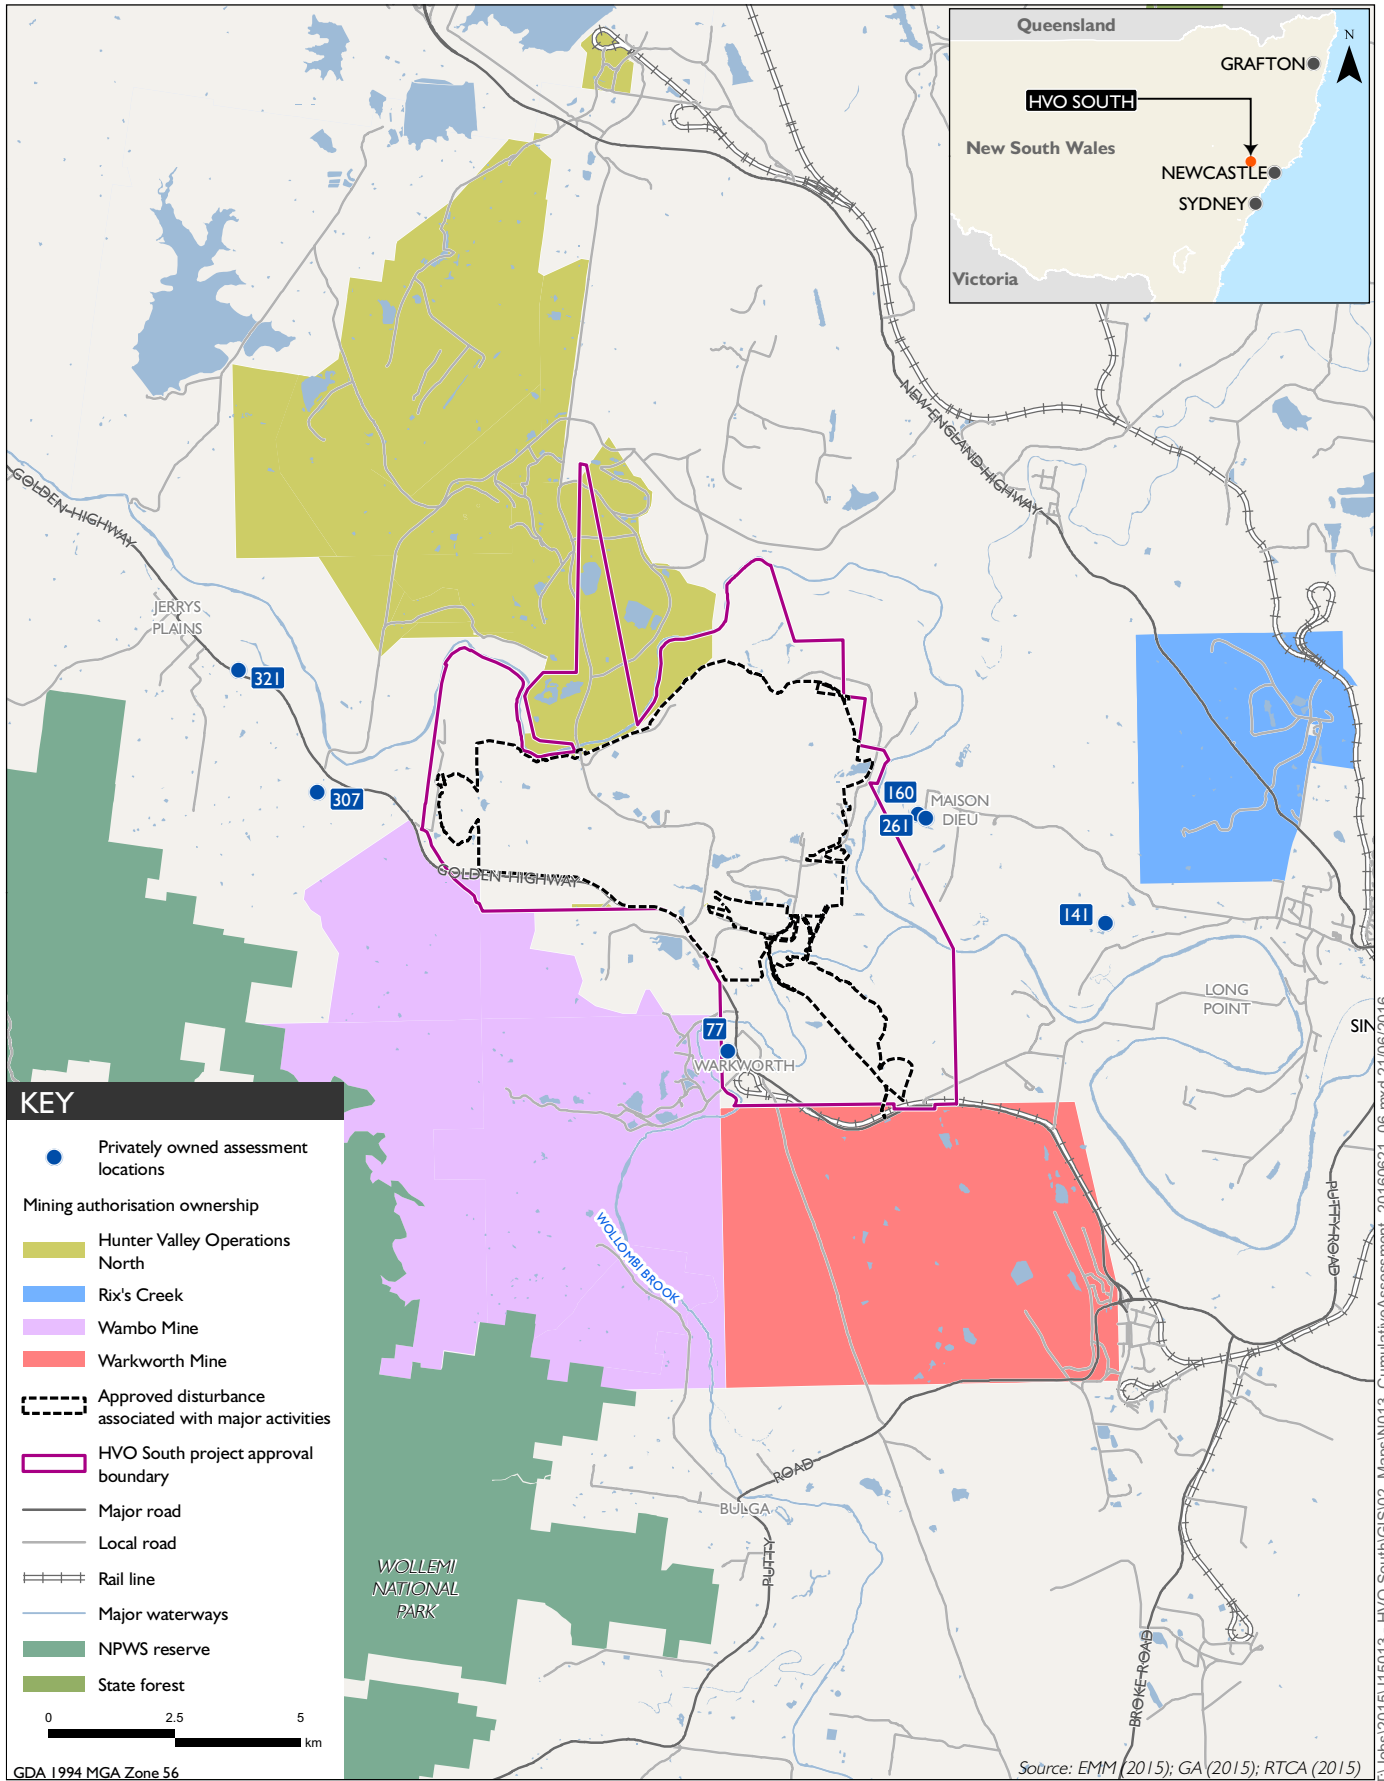 Queensland
N
GRAFTON
HVO SOUTH
New South Wales
NEWCASTLE
SYDNEY
Victoria
NEW ENGLAND HIGHWAY
GOLDEN HIGHWAY
JERRYS
PLAINS
321
307
160
MAISON
DIEU
261
GOLDEN HIGHWAY
141
LONG
POINT
SIN
77
WARKWORTH
WOLLOMBI BROOK
PUTTY ROAD
ROAD
BULGA
PUTTY
WOLLEMI
NATIONAL
PARK
BROKE ROAD
KEY
Privately owned assessment
locations
Mining authorisation ownership
Hunter Valley Operations
North
Rix's Creek
Wambo Mine
Warkworth Mine
Approved disturbance
associated with major activities
HVO South project approval
boundary
Major road
Local road
Rail line
Major waterways
NPWS reserve
State forest
0 2.5 5
km
GDA 1994 MGA Zone 56
Source: EMM (2015); GA (2015); RTCA (2015)